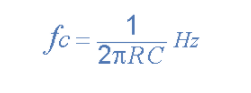 fc = 1 / 2πRC Hz